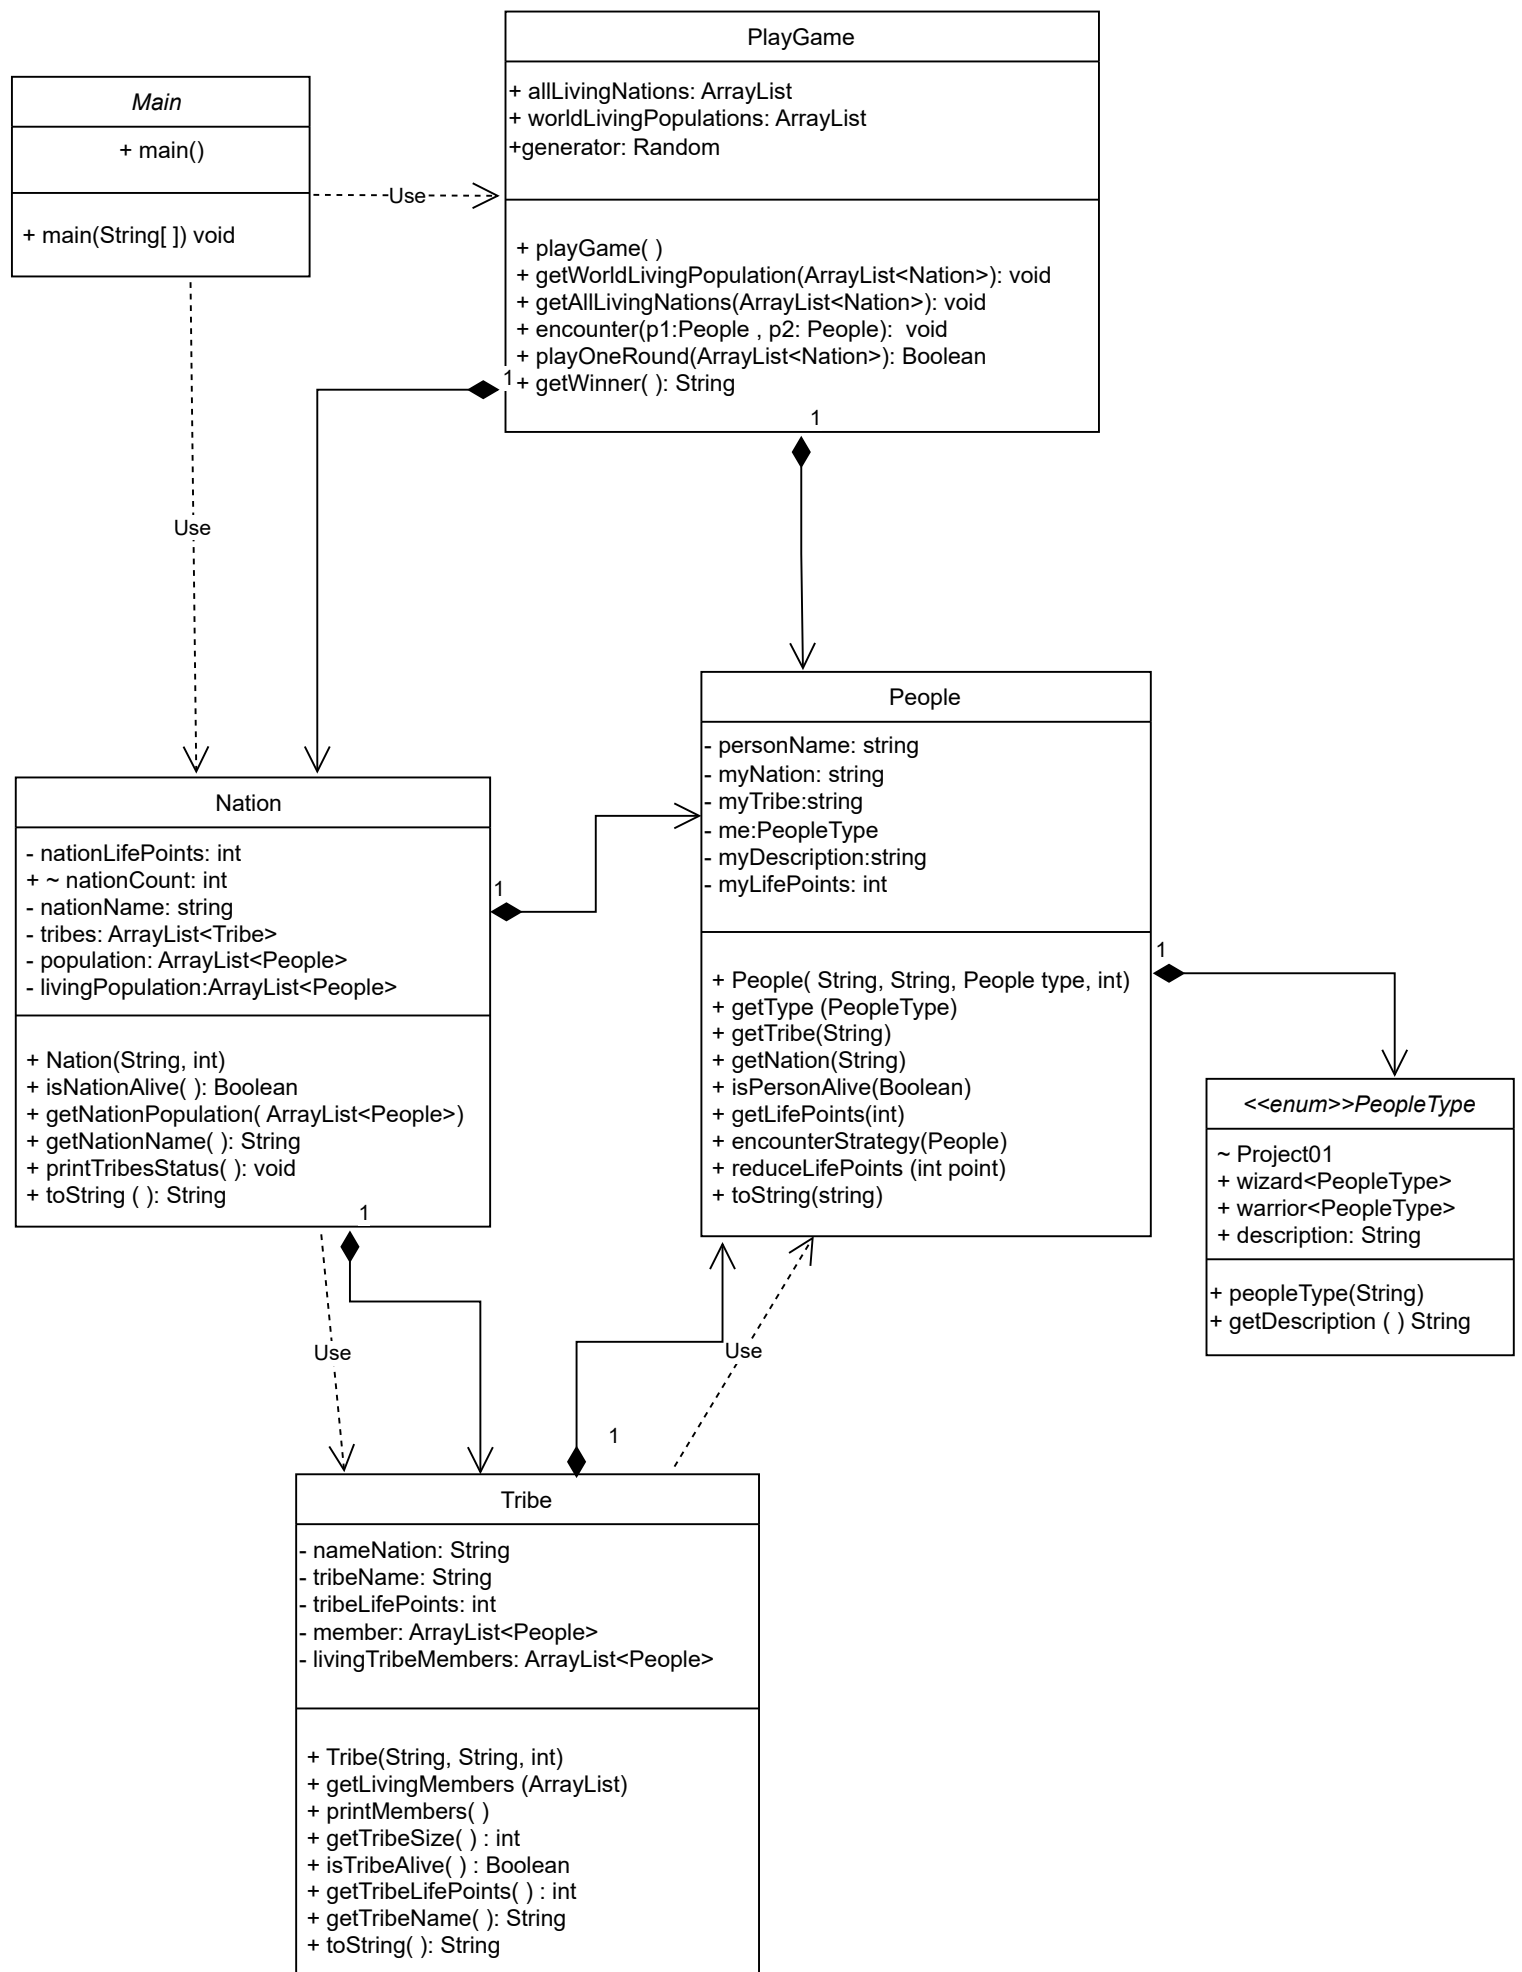 PlayGame
+ allLivingNations: ArrayList
+ worldLivingPopulations: ArrayList
+generator: Random
+ playGame( )
+ getWorldLivingPopulation(ArrayList<Nation>): void
+ getAllLivingNations(ArrayList<Nation>): void
+ encounter(p1:People , p2: People):  void
+ playOneRound(ArrayList<Nation>): Boolean
+ getWinner( ): String
1
1
Main
+ main()
+ main(String[ ]) void
Use
Use
People
- personName: string
- myNation: string
- myTribe:string
- me:PeopleType
- myDescription:string
- myLifePoints: int
+ People( String, String, People type, int)
+ getType (PeopleType)
+ getTribe(String)
+ getNation(String)
+ isPersonAlive(Boolean)
+ getLifePoints(int)
+ encounterStrategy(People)
+ reduceLifePoints (int point)
+ toString(string)
1
Nation
- nationLifePoints: int
+ ~ nationCount: int
- nationName: string
- tribes: ArrayList<Tribe>
- population: ArrayList<People>
- livingPopulation:ArrayList<People>
+ Nation(String, int)
+ isNationAlive( ): Boolean
+ getNationPopulation( ArrayList<People>)
+ getNationName( ): String
+ printTribesStatus( ): void
+ toString ( ): String
1
1
<<enum>>PeopleType
~ Project01
+ wizard<PeopleType>
+ warrior<PeopleType>
+ description: String
+ peopleType(String)
+ getDescription ( ) String
Use
Use
1
Tribe
- nameNation: String
- tribeName: String
- tribeLifePoints: int
- member: ArrayList<People>
- livingTribeMembers: ArrayList<People>
+ Tribe(String, String, int)
+ getLivingMembers (ArrayList)
+ printMembers( )
+ getTribeSize( ) : int
+ isTribeAlive( ) : Boolean
+ getTribeLifePoints( ) : int
+ getTribeName( ): String
+ toString( ): String